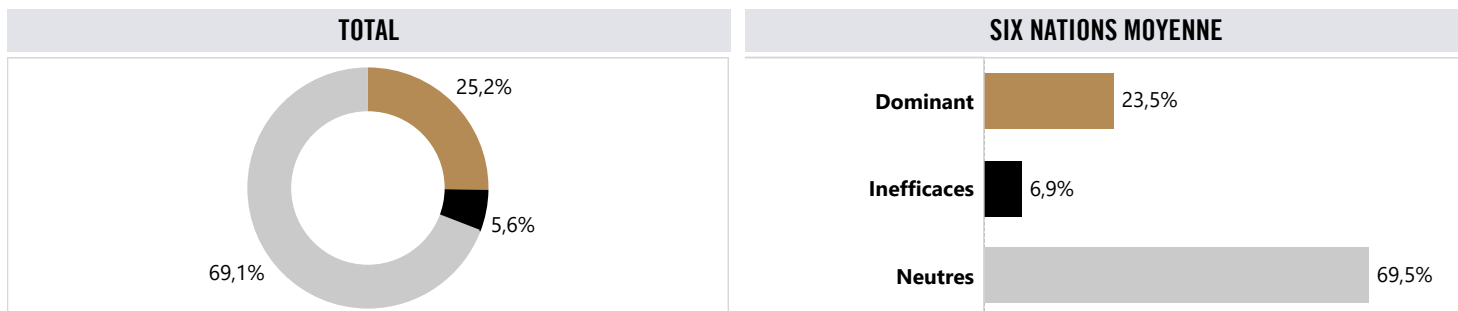 TOTAL
25,2%
5,6%
69,1%
SIX NATIONS MOYENNE
Dominant
23,5%
Inefficaces
6,9%
Neutres
69,5%